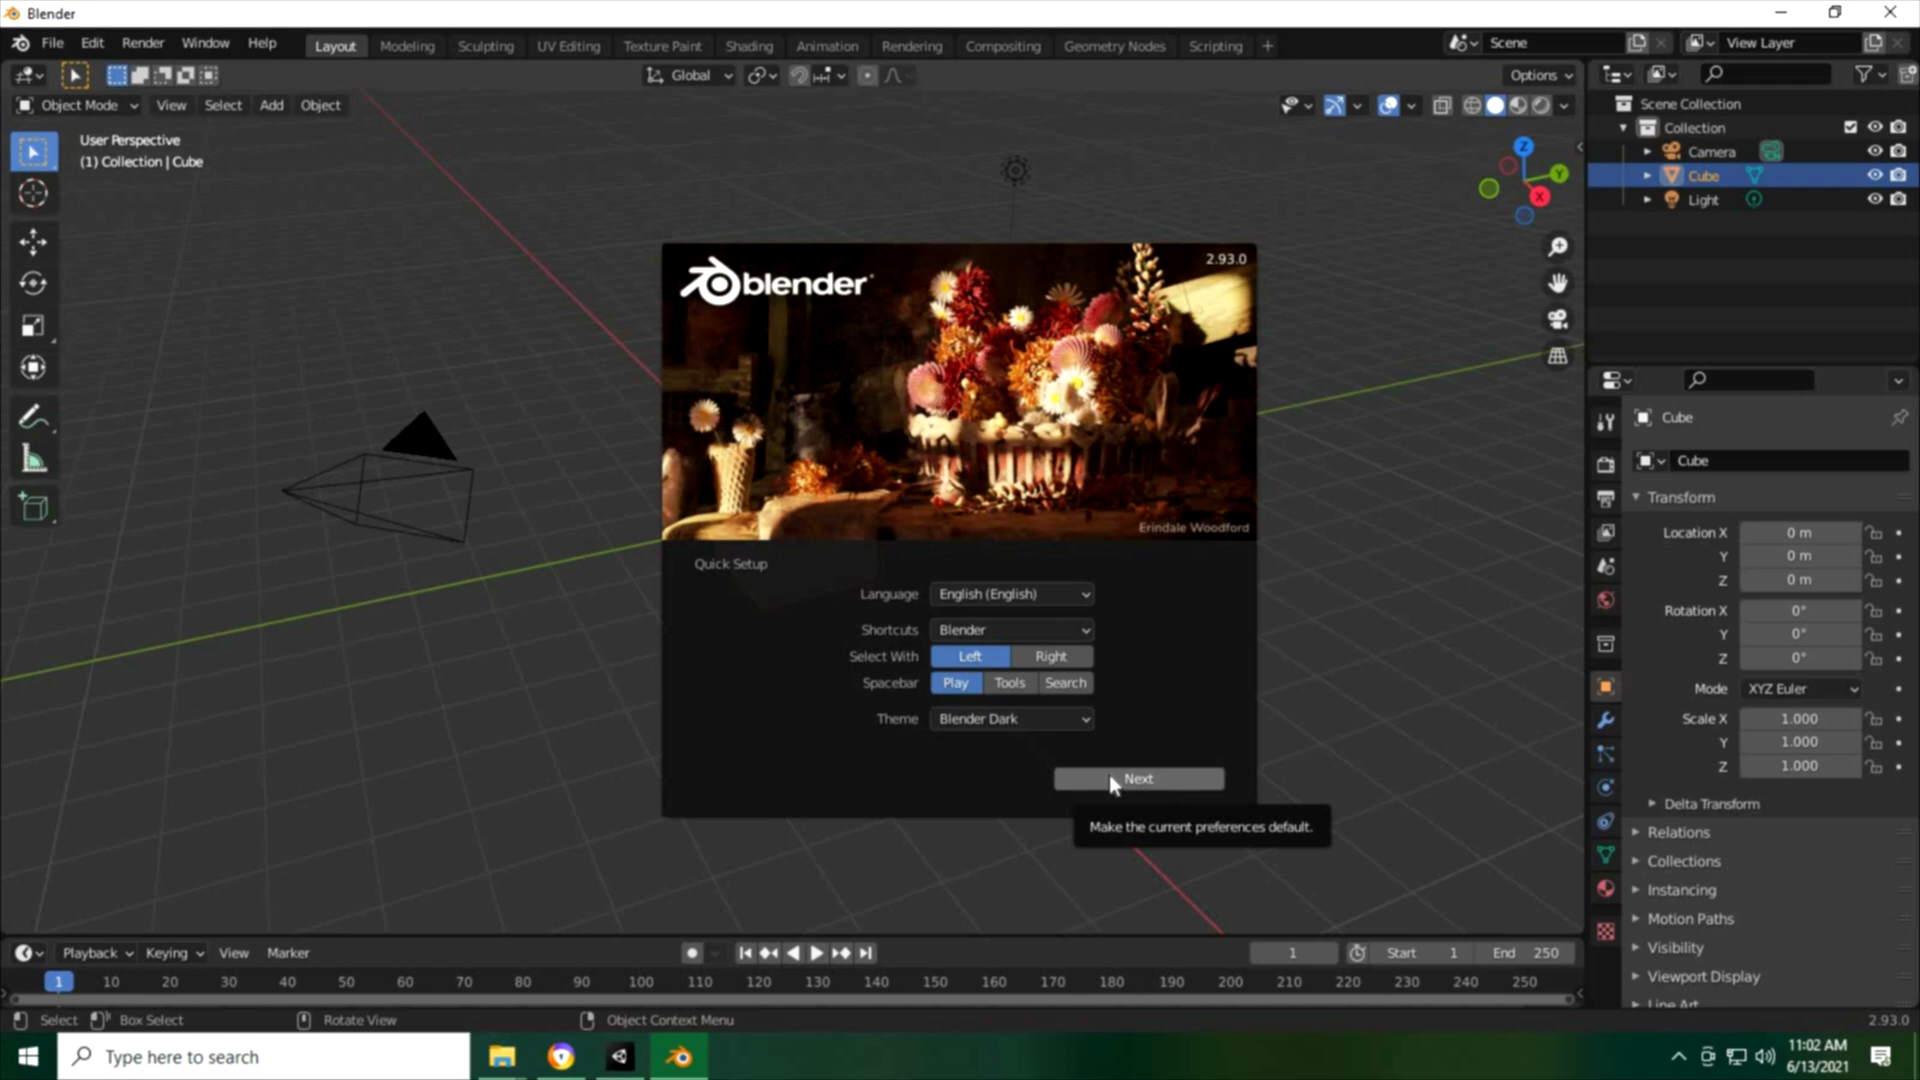 Blender
File Edit Render Window Help Layout Modeling Sculpting UV Editing Texture Paint Shading Animation Rendering Compositing Geometry Nodes Scripting + Scene View Layer
Global Options
Object Mode View Select Add Object
User Perspective
(1) Collection | Cube
Z
Y
X
Scene Collection
Collection
Camera
Cube
Light
blender
2.93.0
Erindale Woodford
Quick Setup
Language English (English)
Shortcuts Blender
Select With Left Right
Spacebar Play Tools Search
Theme Blender Dark
Next
Make the current preferences default.
Cube
Cube
Transform
Location X 0 m
Y 0 m
Z 0 m
Rotation X 0°
Y 0°
Z 0°
Mode XYZ Euler
Scale X 1.000
Y 1.000
Z 1.000
Delta Transform
Relations
Collections
Instancing
Motion Paths
Visibility
Viewport Display
Line Art
Playback Keying View Marker 1 Start 1 End 250
1 10 20 30 40 50 60 70 80 90 100 110 120 130 140 150 160 170 180 190 200 210 220 230 240 250
Select Box Select Rotate View Object Context Menu 2.93.0
Type here to search
11:02 AM
6/13/2021